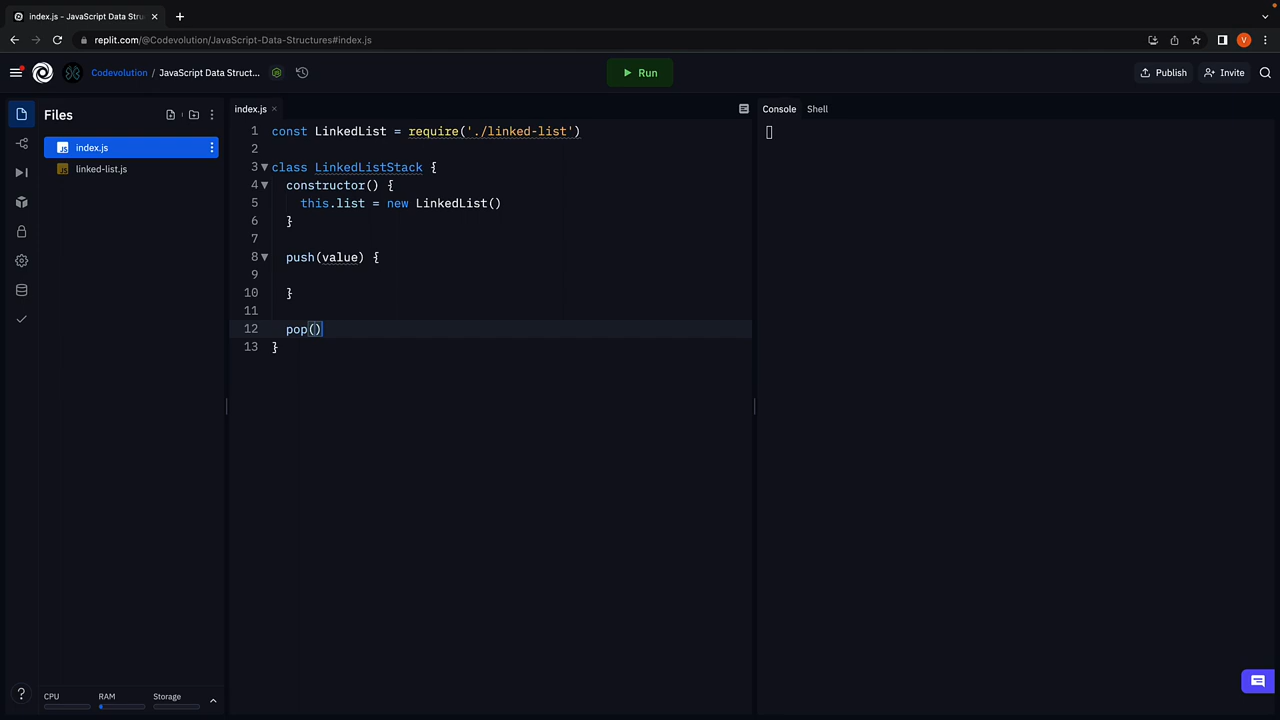 index.js - JavaScript Data Stru
replit.com/@Codevolution/JavaScript-Data-Structures#index.js
V
Codevolution / JavaScript Data Struct...
Run
Publish
Invite
Files
index.js
linked-list.js
index.js
1 const LinkedList = require('./linked-list')
2
3 class LinkedListStack {
4 constructor() {
5 this.list = new LinkedList()
6 }
7
8 push(value) {
9
10 }
11
12 pop()
13 }
Console
Shell
?
CPU
RAM
Storage